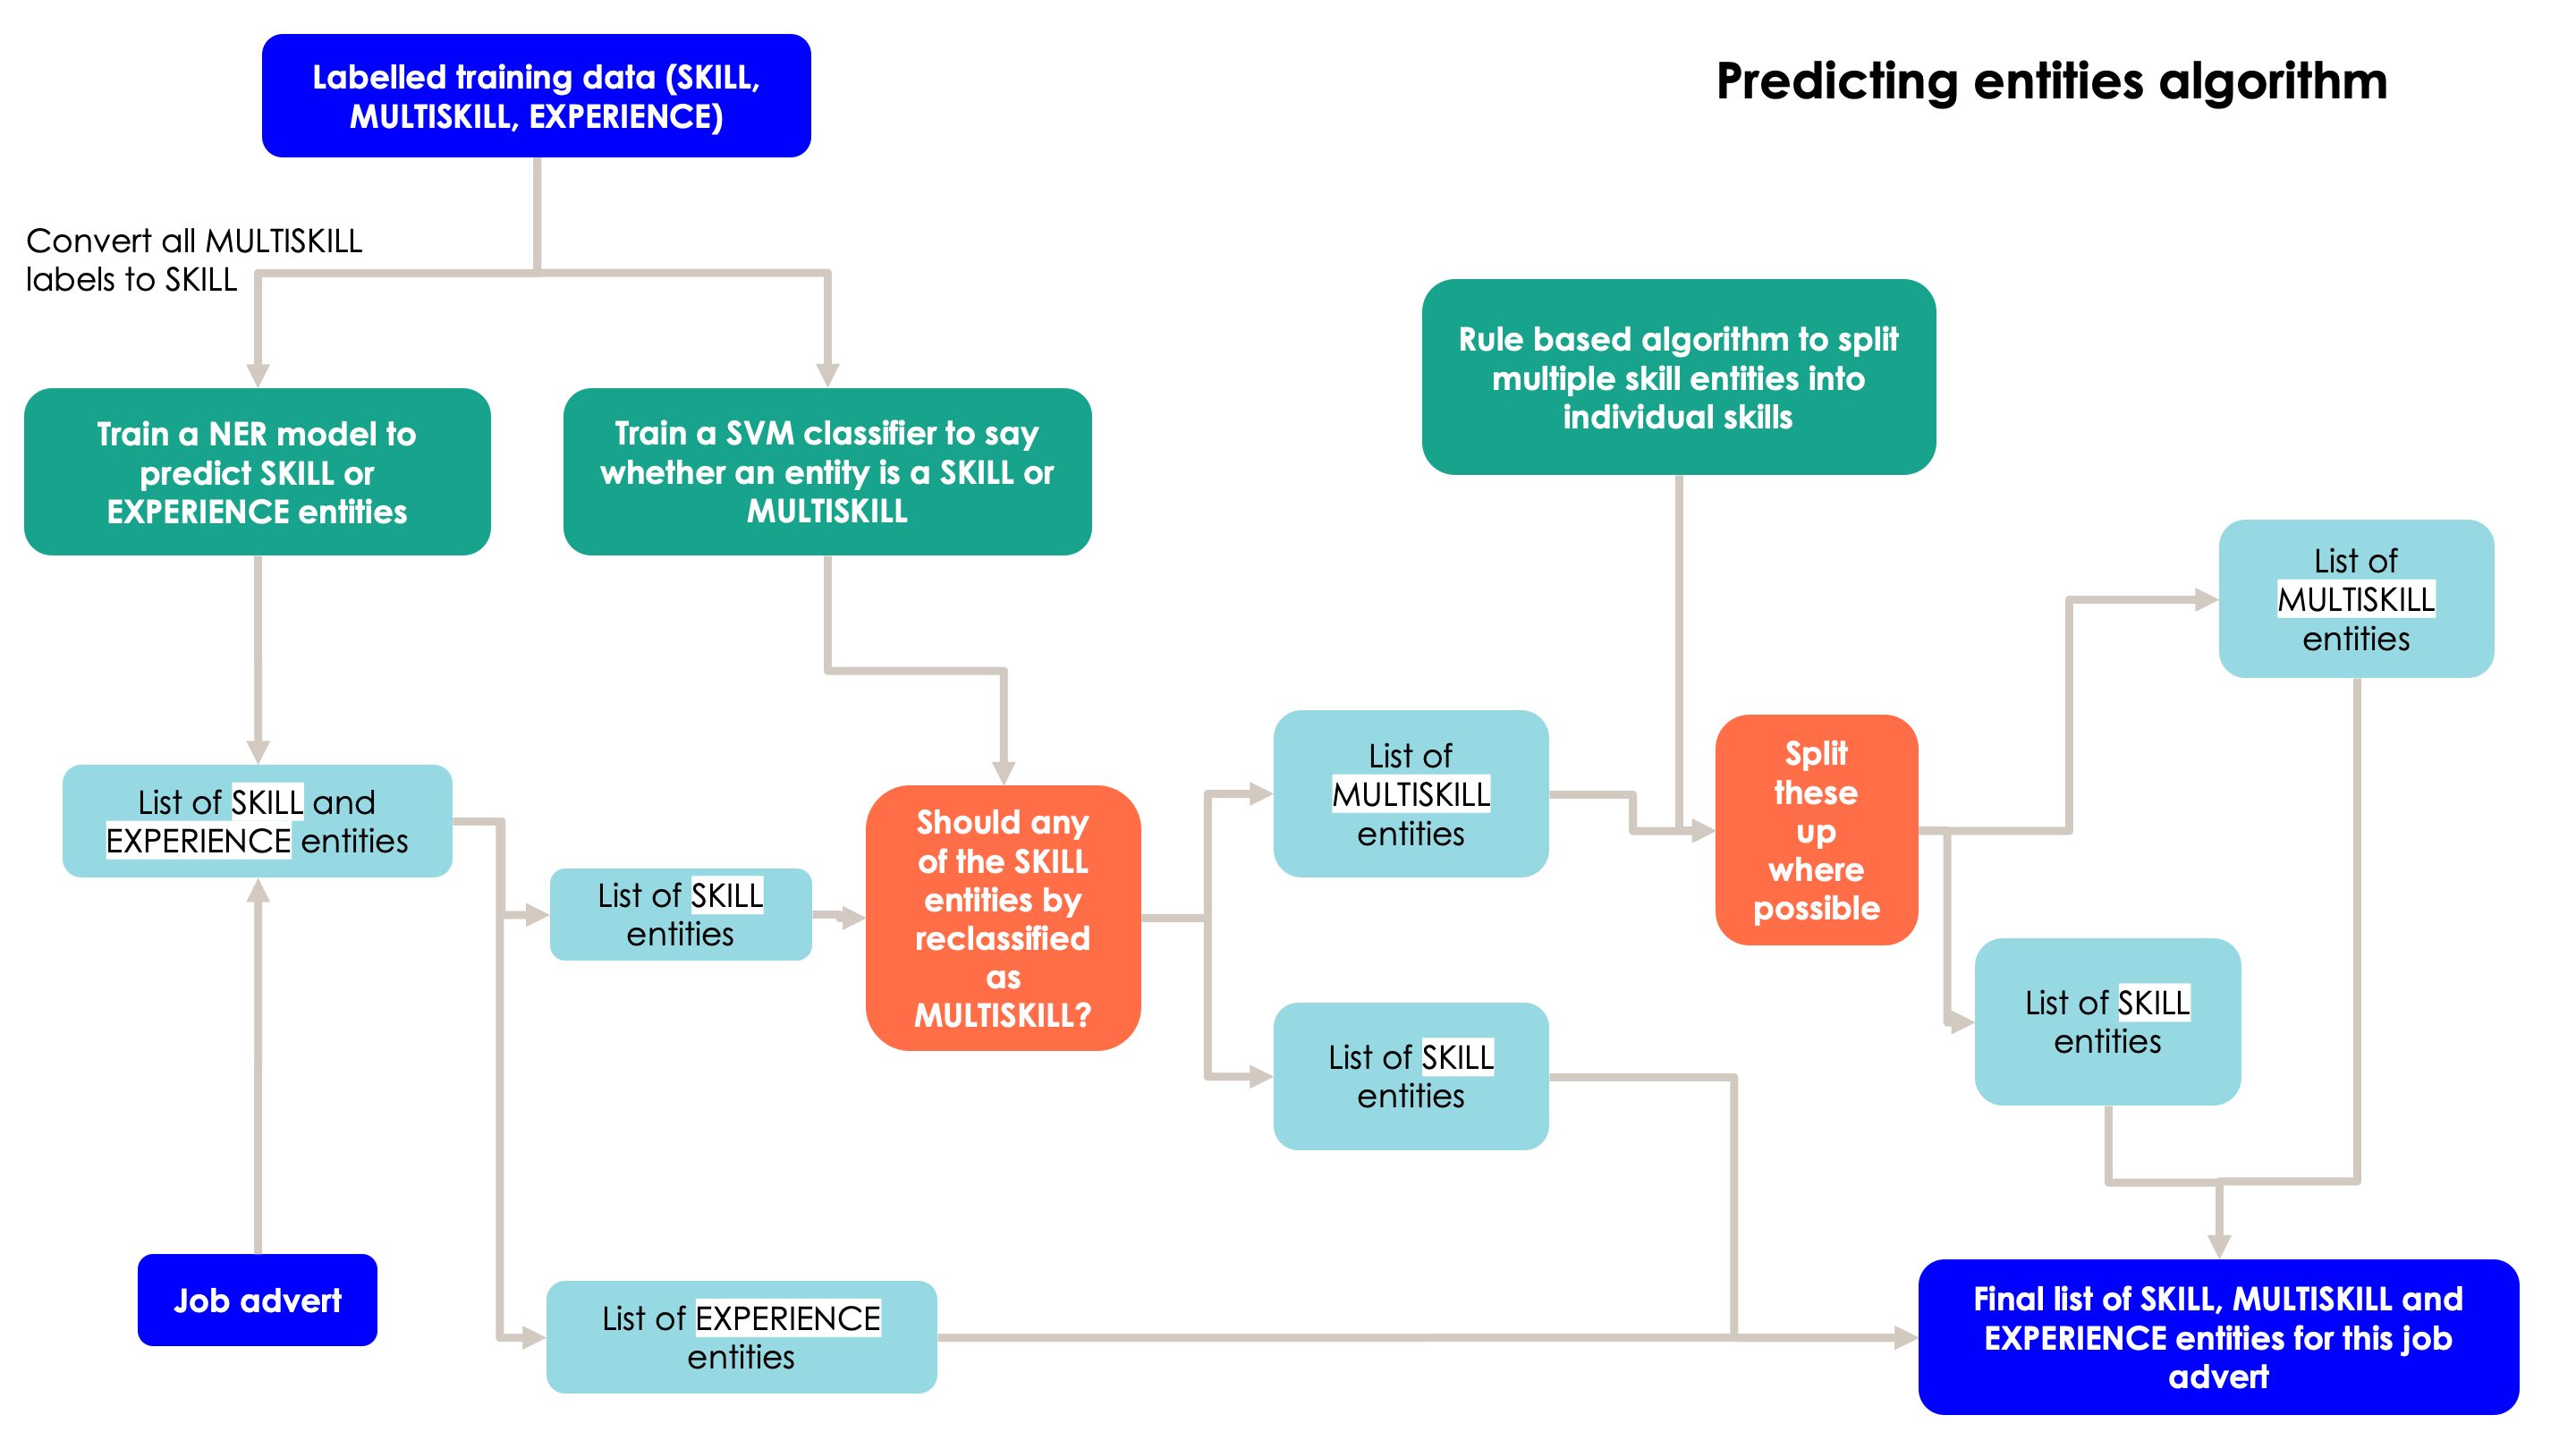 Predicting entities algorithm
Labelled training data (SKILL,
MULTISKILL, EXPERIENCE)
Convert all MULTISKILL
labels to SKILL
Train a NER model to
predict SKILL or
EXPERIENCE entities
Train a SVM classifier to say
whether an entity is a SKILL or
MULTISKILL
Rule based algorithm to split
multiple skill entities into
individual skills
List of
MULTISKILL
entities
List of SKILL and
EXPERIENCE entities
List of SKILL
entities
Should any
of the SKILL
entities by
reclassified
as
MULTISKILL?
List of
MULTISKILL
entities
Split
these
up
where
possible
List of SKILL
entities
List of SKILL
entities
Job advert
List of EXPERIENCE
entities
Final list of SKILL, MULTISKILL and
EXPERIENCE entities for this job
advert